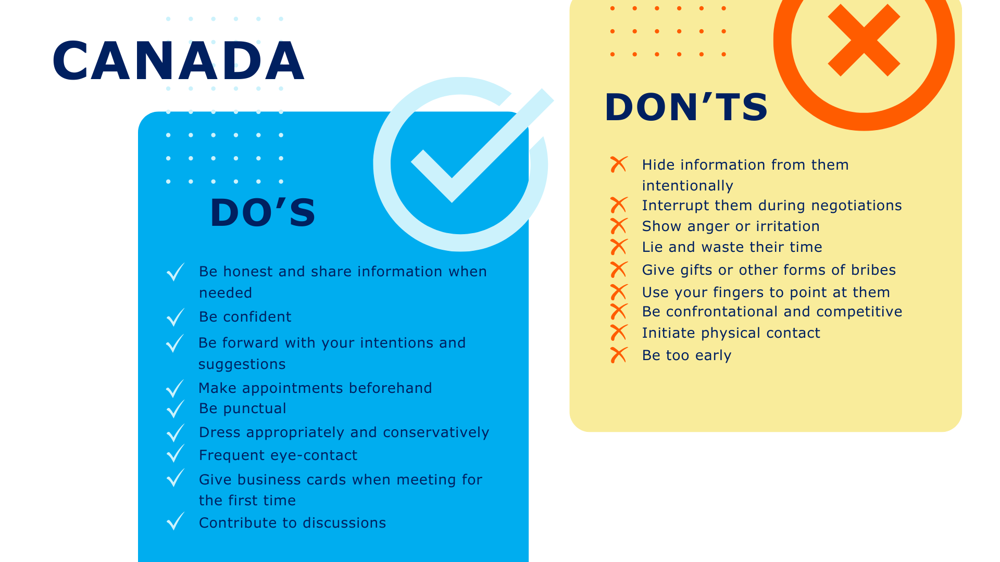 CANADA
DO’S
Be honest and share information when
needed
Be confident
Be forward with your intentions and
suggestions
Make appointments beforehand
Be punctual
Dress appropriately and conservatively
Frequent eye-contact
Give business cards when meeting for
the first time
Contribute to discussions
DON’TS
Hide information from them
intentionally
Interrupt them during negotiations
Show anger or irritation
Lie and waste their time
Give gifts or other forms of bribes
Use your fingers to point at them
Be confrontational and competitive
Initiate physical contact
Be too early